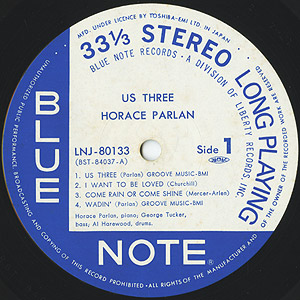 MFD. UNDER LICENCE BY TOSHIBA-EMI LTD. IN JAPAN
33⅓ STEREO
LONG PLAYING
BLUE NOTE RECORDS • A DIVISION OF LIBERTY RECORDS, INC.
US THREE
HORACE PARLAN
LNJ-80133
(BST-84037-A)
Side 1
1. US THREE (Parlan) GROOVE MUSIC-BMI
2. I WANT TO BE LOVED (Churchill)
3. COME RAIN OR COME SHINE (Mercer-Arlen)
4. WADIN' (Parlan) GROOVE MUSIC-BMI
Horace Parlan, piano; George Tucker,
bass; Al Harewood, drums.
BLUE
NOTE
UNAUTHORIZED PUBLIC PERFORMANCE, BROADCASTING AND COPYING OF THIS RECORD PROHIBITED • ALL RIGHTS OF THE MANUFACTURER AND OF THE OWNER OF THE RECORDED WORK ARE RESERVED